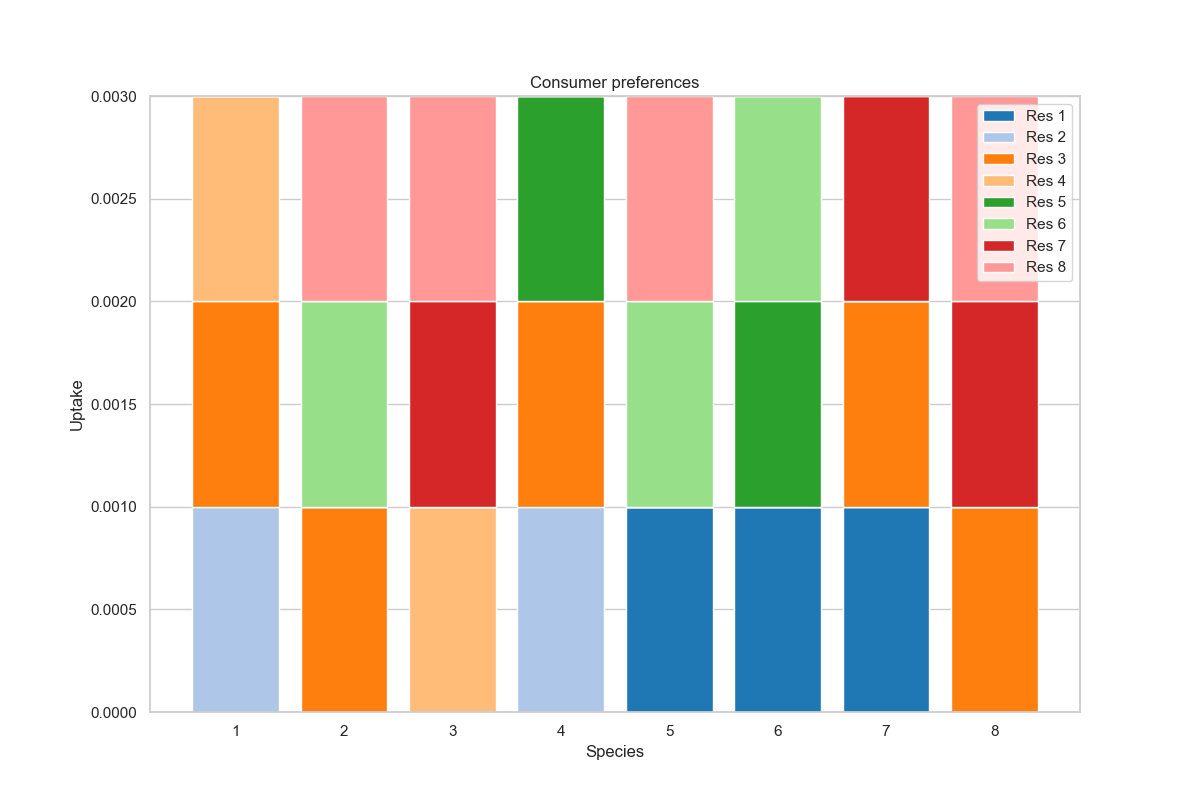 Consumer preferences
0.0030
0.0025
0.0020
0.0015
0.0010
0.0005
0.0000
Uptake
1 2 3 4 5 6 7 8
Species
Res 1
Res 2
Res 3
Res 4
Res 5
Res 6
Res 7
Res 8